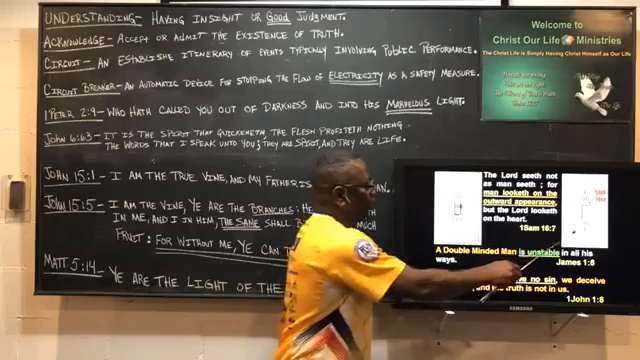 Understanding- Having Insight or Good Judgment.
Acknowledge- Accept or Admit the Existence of Truth.
Circuit- An Establishe Itinerary of Events Typically Involving Public Performance.
Circuit Breaker- An Automatic Device for Stopping the Flow of Electricity as a Safety Measure.
1 Peter 2:9- Who Hath Called You Out of Darkness and Into His Marvelous Light.
John 6:63- It is the Spirit that Quickeneth the Flesh Profiteth Nothing
The Words That I Speak Unto You; They Are Spirit, and They Are Life.
John 15:1- I am the True Vine, and My Father is
John 15:5- I am the Vine, Ye are the Branches: He
in Me, and I in Him, The Same Shall
Fruit: For Without Me, Ye Can
Matt 5:14- Ye Are the Light of the
Welcome to
Christ Our Life Ministries
The Christ Life is Simply Having Christ Himself as Our Life
The Lord seeth not
as man seeth ; for
man looketh on the
outward appearance,
but the Lord looketh
on the heart.
1Sam 16:7
A Double Minded Man is unstable in all his
ways.
James 1:8
no sin, we deceive
truth is not in us.
1John 1:8
SAMSUNG